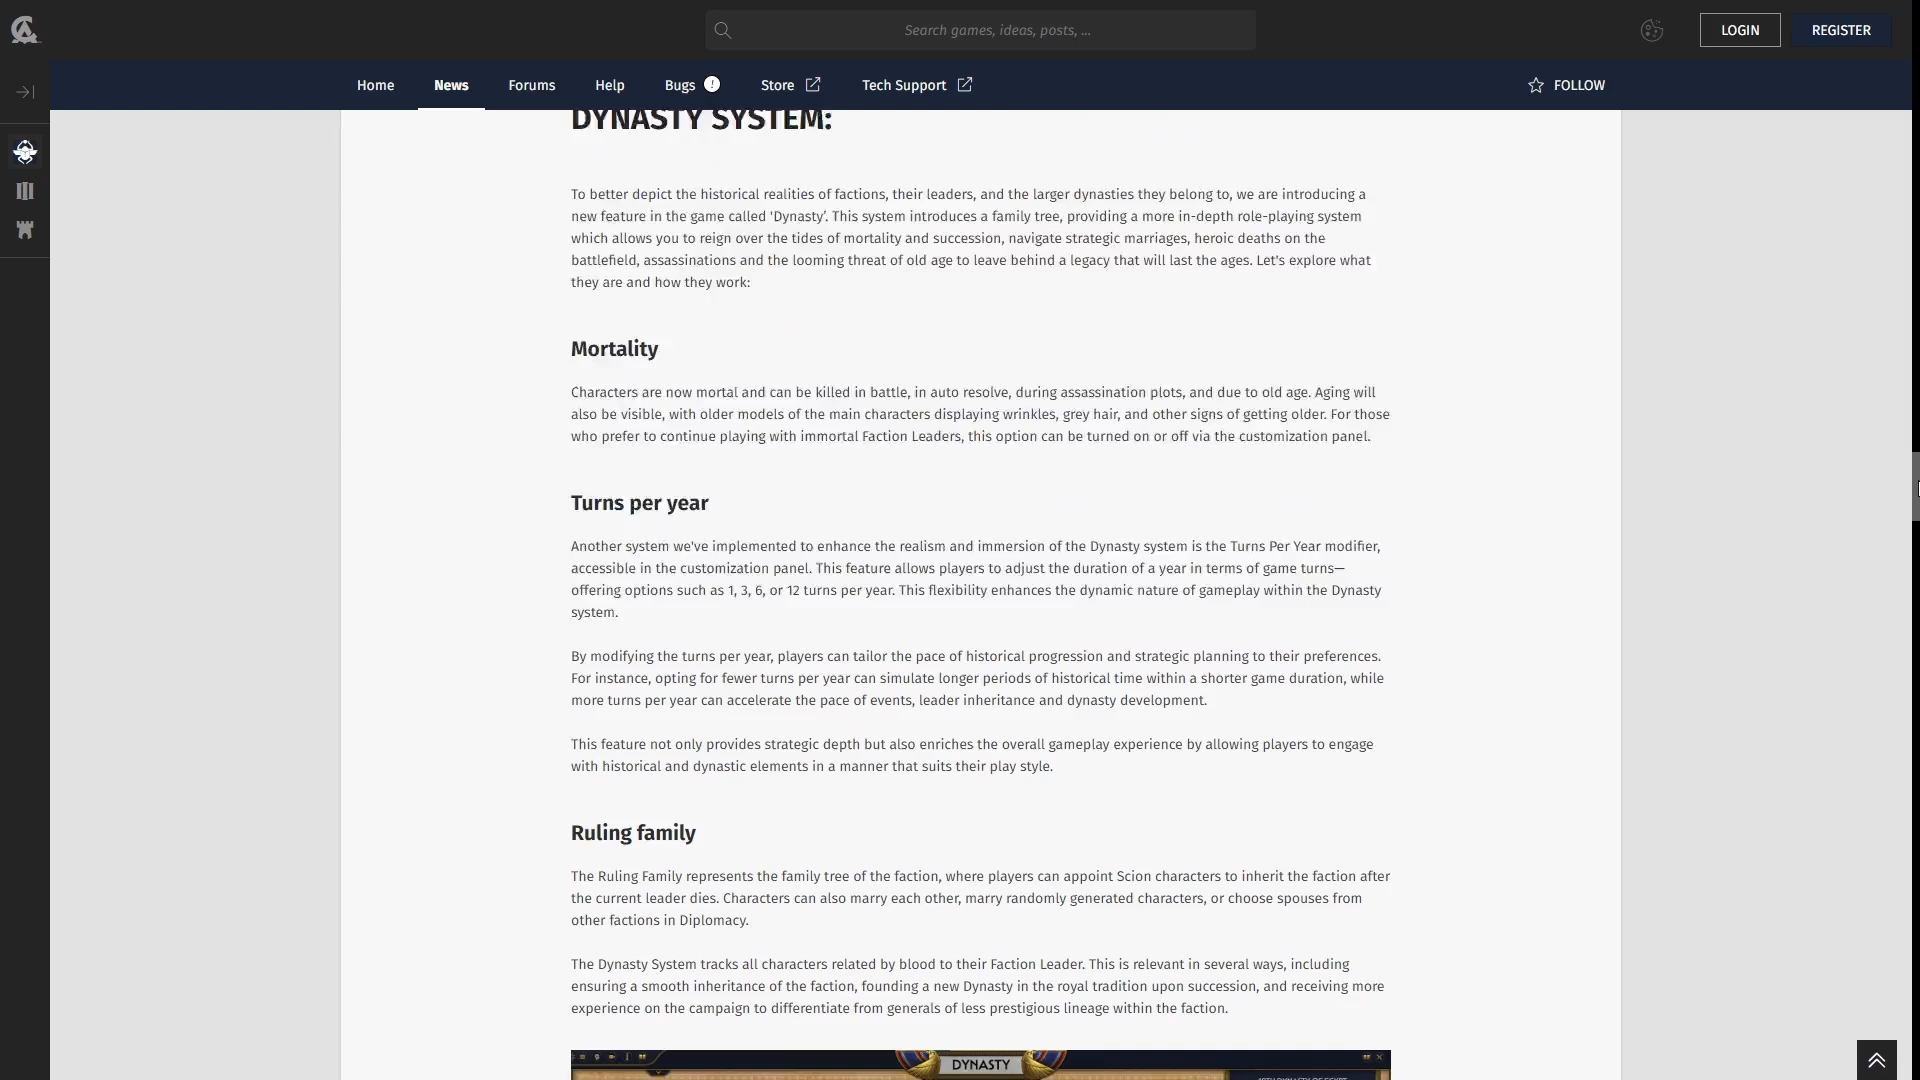 Search games, ideas, posts, ...
LOGIN
REGISTER
Home
News
Forums
Help
Bugs
!
Store
Tech Support
FOLLOW
DYNASTY SYSTEM:
To better depict the historical realities of factions, their leaders, and the larger dynasties they belong to, we are introducing a
new feature in the game called 'Dynasty’. This system introduces a family tree, providing a more in-depth role-playing system
which allows you to reign over the tides of mortality and succession, navigate strategic marriages, heroic deaths on the
battlefield, assassinations and the looming threat of old age to leave behind a legacy that will last the ages. Let's explore what
they are and how they work:
Mortality
Characters are now mortal and can be killed in battle, in auto resolve, during assassination plots, and due to old age. Aging will
also be visible, with older models of the main characters displaying wrinkles, grey hair, and other signs of getting older. For those
who prefer to continue playing with immortal Faction Leaders, this option can be turned on or off via the customization panel.
Turns per year
Another system we've implemented to enhance the realism and immersion of the Dynasty system is the Turns Per Year modifier,
accessible in the customization panel. This feature allows players to adjust the duration of a year in terms of game turns—
offering options such as 1, 3, 6, or 12 turns per year. This flexibility enhances the dynamic nature of gameplay within the Dynasty
system.
By modifying the turns per year, players can tailor the pace of historical progression and strategic planning to their preferences.
For instance, opting for fewer turns per year can simulate longer periods of historical time within a shorter game duration, while
more turns per year can accelerate the pace of events, leader inheritance and dynasty development.
This feature not only provides strategic depth but also enriches the overall gameplay experience by allowing players to engage
with historical and dynastic elements in a manner that suits their play style.
Ruling family
The Ruling Family represents the family tree of the faction, where players can appoint Scion characters to inherit the faction after
the current leader dies. Characters can also marry each other, marry randomly generated characters, or choose spouses from
other factions in Diplomacy.
The Dynasty System tracks all characters related by blood to their Faction Leader. This is relevant in several ways, including
ensuring a smooth inheritance of the faction, founding a new Dynasty in the royal tradition upon succession, and receiving more
experience on the campaign to differentiate from generals of less prestigious lineage within the faction.
DYNASTY